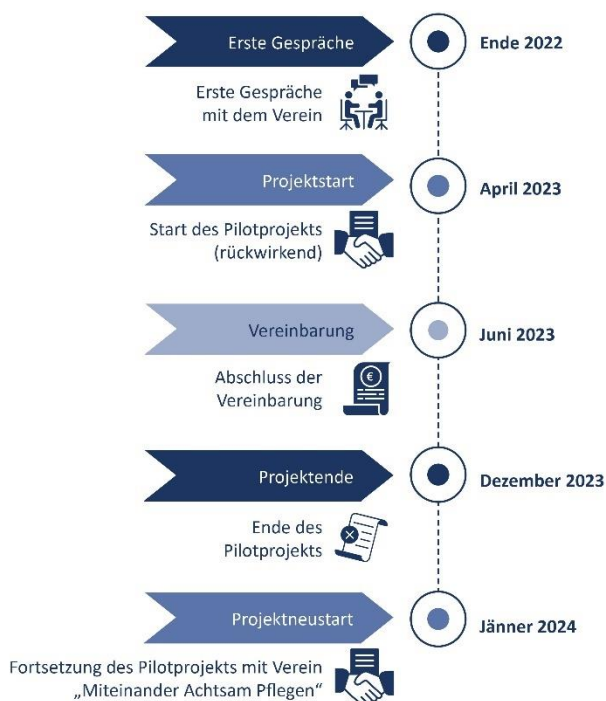 Erste Gespräche
Ende 2022
Erste Gespräche
mit dem Verein
Projektstart
April 2023
Start des Pilotprojekts
(rückwirkend)
Vereinbarung
Juni 2023
Abschluss der
Vereinbarung
€
Projektende
Dezember 2023
Ende des
Pilotprojekts
Projektneustart
Jänner 2024
Fortsetzung des Pilotprojekts mit Verein
„Miteinander Achtsam Pflegen“